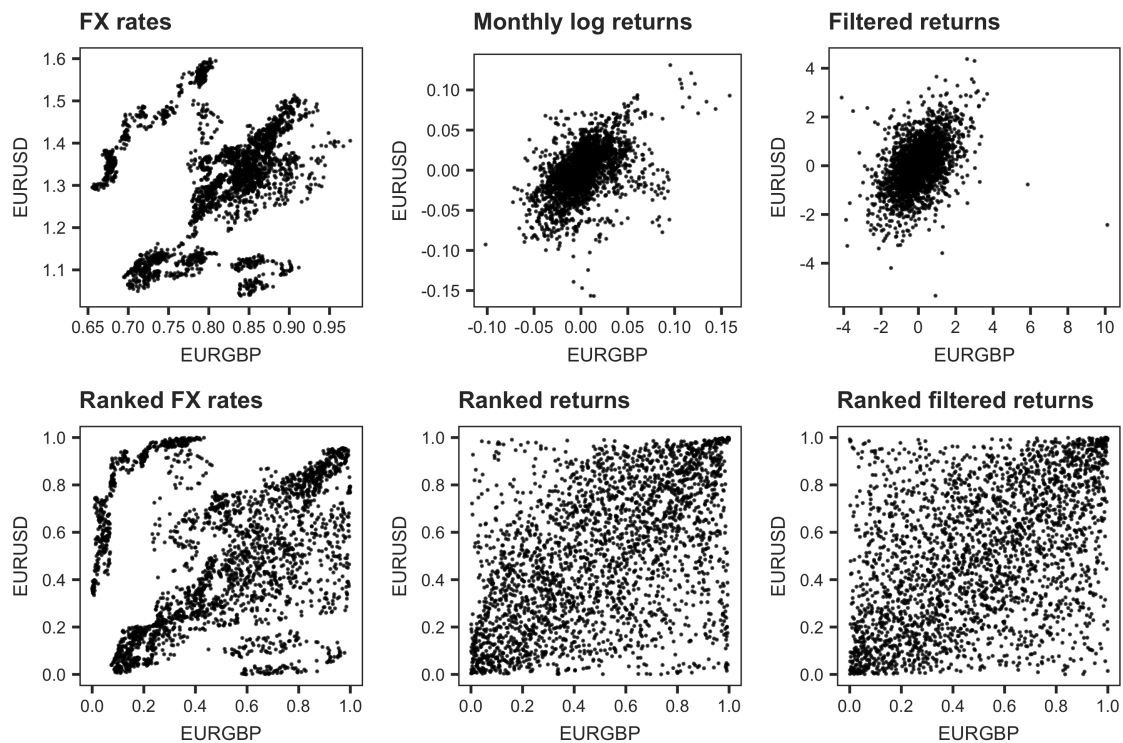 FX rates
Monthly log returns
Filtered returns
EURUSD
1.6
1.5
1.4
1.3
1.2
1.1
0.65 0.70 0.75 0.80 0.85 0.90 0.95
EURGBP
EURUSD
0.10
0.05
0.00
-0.05
-0.10
-0.15
-0.10 -0.05 0.00 0.05 0.10 0.15
EURGBP
EURUSD
4
2
0
-2
-4
-4 -2 0 2 4 6 8 10
EURGBP
Ranked FX rates
Ranked returns
Ranked filtered returns
EURUSD
1.0
0.8
0.6
0.4
0.2
0.0
0.0 0.2 0.4 0.6 0.8 1.0
EURGBP
EURUSD
1.0
0.8
0.6
0.4
0.2
0.0
0.0 0.2 0.4 0.6 0.8 1.0
EURGBP
EURUSD
1.0
0.8
0.6
0.4
0.2
0.0
0.0 0.2 0.4 0.6 0.8 1.0
EURGBP